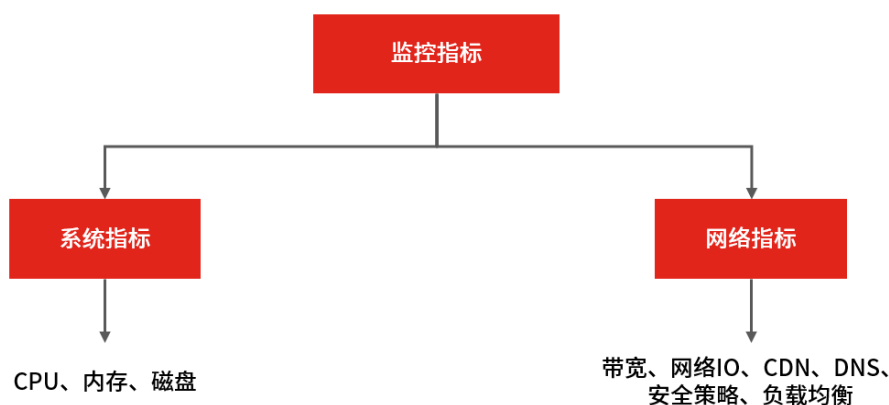 监控指标
系统指标
网络指标
CPU、内存、磁盘
带宽、网络IO、CDN、DNS、
安全策略、负载均衡